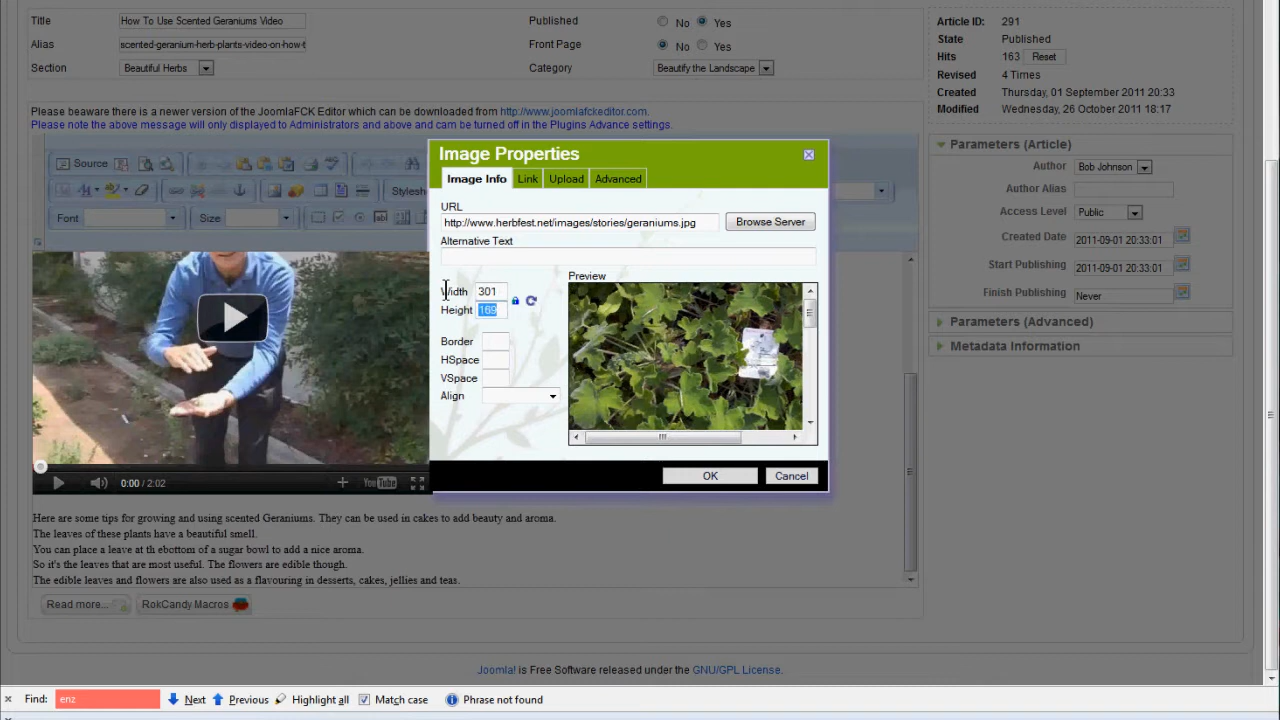 Title How To Use Scented Geraniums Video Published No Yes
Alias scented-geranium-herb-plants-video-on-how-t Front Page No Yes
Section Beautiful Herbs Category Beautify the Landscape
Article ID: 291
State Published
Hits 163 Reset
Revised 4 Times
Created Thursday, 01 September 2011 20:33
Modified Wednesday, 26 October 2011 18:17
Please beaware there is a newer version of the JoomlaFCK Editor which can be downloaded from http://www.joomlafckeditor.com.
Please note the above message will only displayed to Administrators and above and cam be turned off in the Plugins Advance settings.
Source
Font Size
Image Properties
Image Info Link Upload Advanced
URL
http://www.herbfest.net/images/stories/geraniums.jpg Browse Server
Alternative Text
Width 301
Height 169
Border
HSpace
VSpace
Align
Preview
OK Cancel
Parameters (Article)
Author Bob Johnson
Author Alias
Access Level Public
Created Date 2011-09-01 20:33:01
Start Publishing 2011-09-01 20:33:01
Finish Publishing Never
Parameters (Advanced)
Metadata Information
0:00 / 2:02 YouTube
Here are some tips for growing and using scented Geraniums. They can be used in cakes to add beauty and aroma.
The leaves of these plants have a beautiful smell.
You can place a leave at th ebottom of a sugar bowl to add a nice aroma.
So it's the leaves that are most useful. The flowers are edible though.
The edible leaves and flowers are also used as a flavouring in desserts, cakes, jellies and teas.
Read more... RokCandy Macros
Joomla! is Free Software released under the GNU/GPL License.
Find: enz Next Previous Highlight all Match case Phrase not found